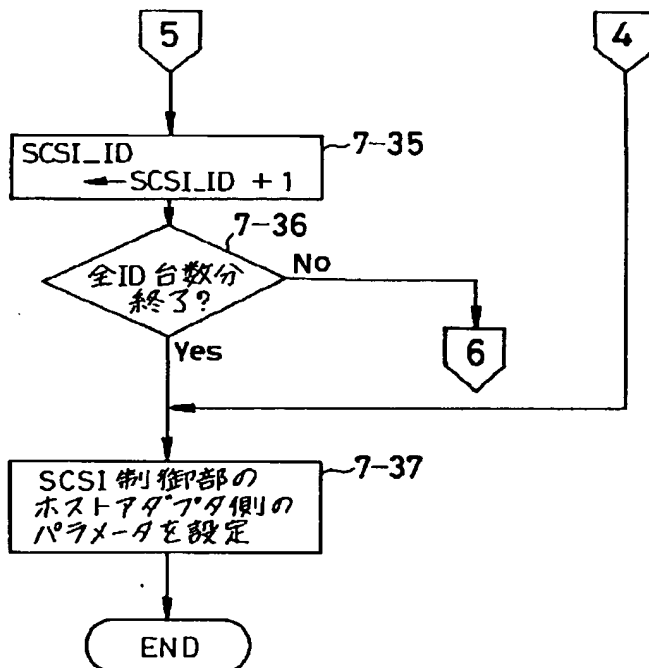 5
4
SCSI_ID
←SCSI_ID + 1
7-35
7-36
全ID台数分
終了?
No
6
Yes
SCSI制御部の
ホストアダプタ側の
パラメータを設定
7-37
END